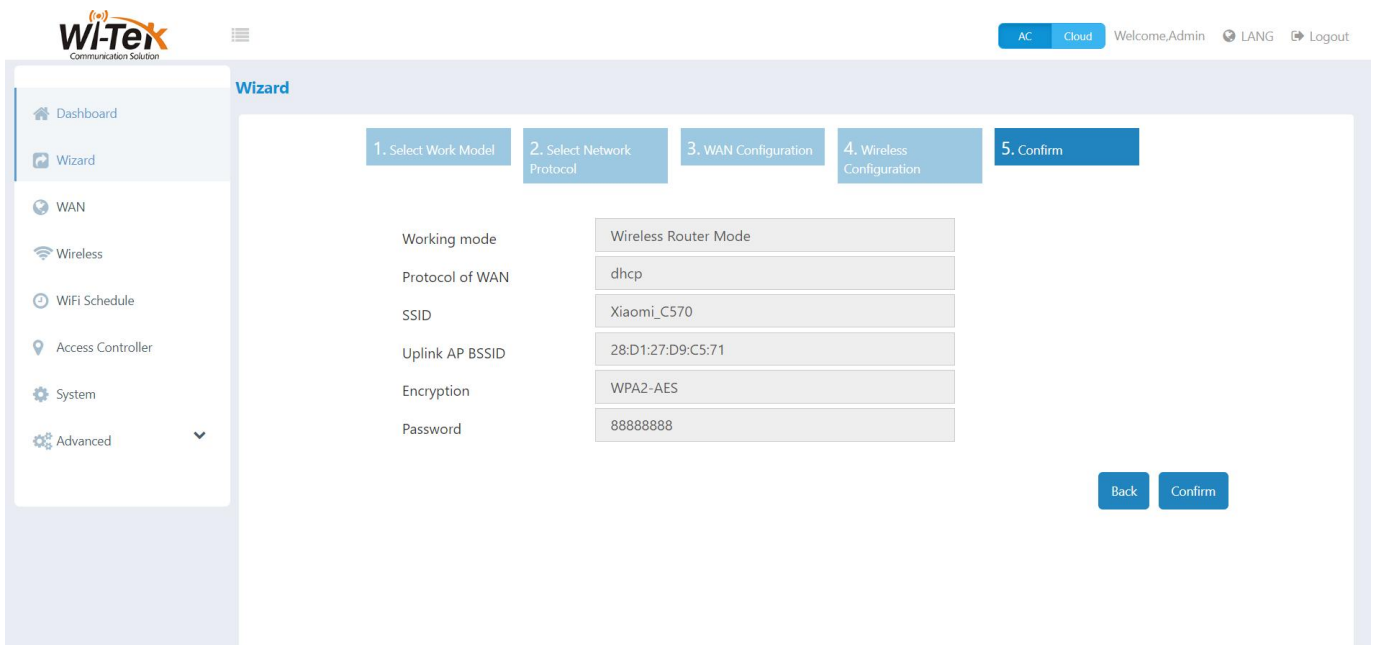 Wi-Tek
Communication Solution
AC Cloud Welcome,Admin LANG Logout
Dashboard
Wizard
WAN
Wireless
WiFi Schedule
Access Controller
System
Advanced
Wizard
1. Select Work Model
2. Select Network
Protocol
3. WAN Configuration
4. Wireless
Configuration
5. Confirm
Working mode Wireless Router Mode
Protocol of WAN dhcp
SSID Xiaomi_C570
Uplink AP BSSID 28:D1:27:D9:C5:71
Encryption WPA2-AES
Password 88888888
Back Confirm